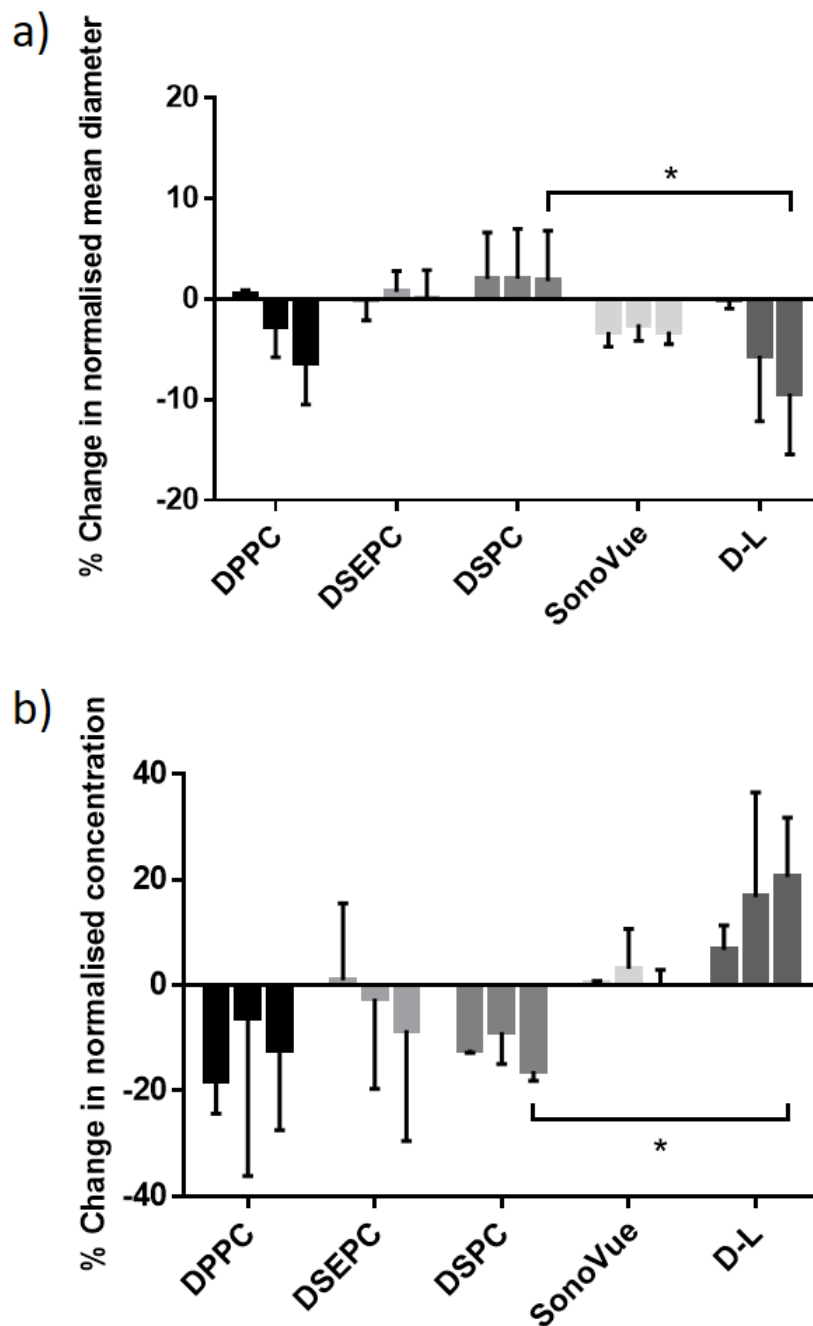 a)
% Change in normalised mean diameter
20
10
0
-10
-20
*
DPPC
DSEPC
DSPC
SonoVue
D-L
b)
% Change in normalised concentration
40
20
0
-20
-40
*
DPPC
DSEPC
DSPC
SonoVue
D-L